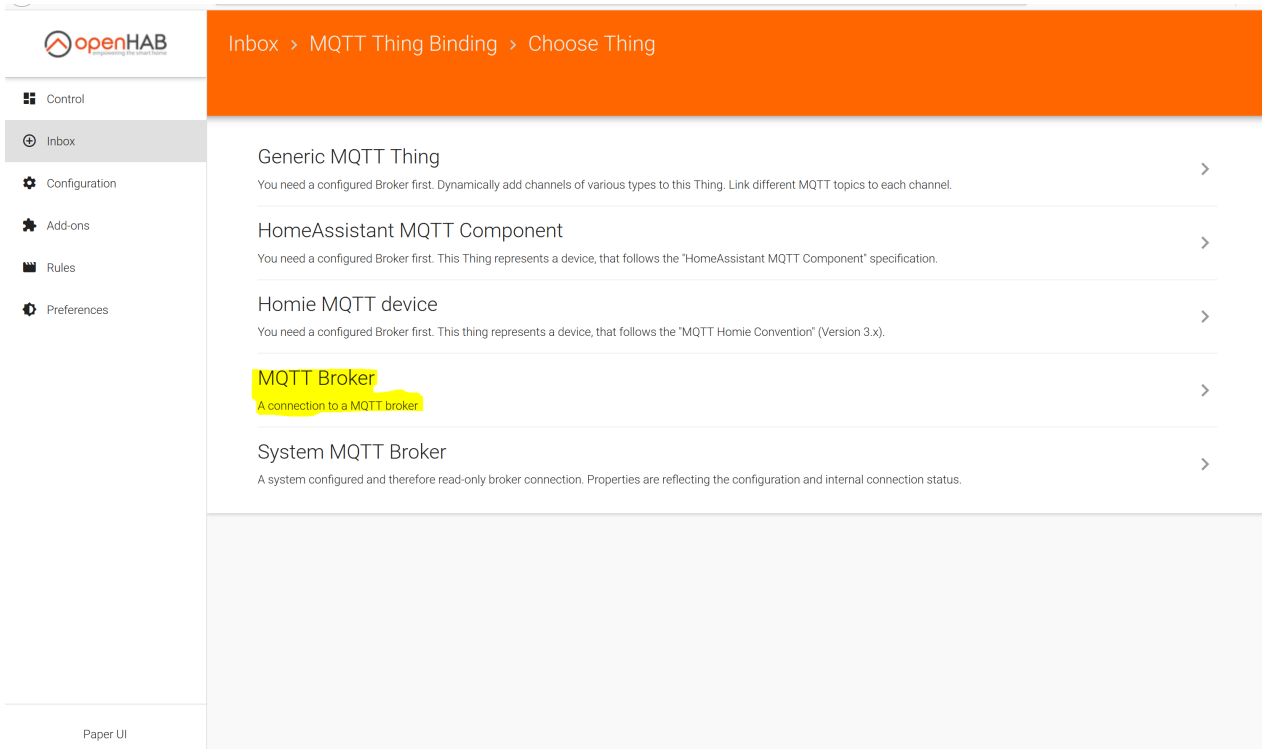 openHAB
empowering the smart home
Inbox > MQTT Thing Binding > Choose Thing
Control
Inbox
Configuration
Add-ons
Rules
Preferences
Generic MQTT Thing
You need a configured Broker first. Dynamically add channels of various types to this Thing. Link different MQTT topics to each channel.
HomeAssistant MQTT Component
You need a configured Broker first. This Thing represents a device, that follows the "HomeAssistant MQTT Component" specification.
Homie MQTT device
You need a configured Broker first. This thing represents a device, that follows the "MQTT Homie Convention" (Version 3.x).
MQTT Broker
A connection to a MQTT broker
System MQTT Broker
A system configured and therefore read-only broker connection. Properties are reflecting the configuration and internal connection status.
Paper UI